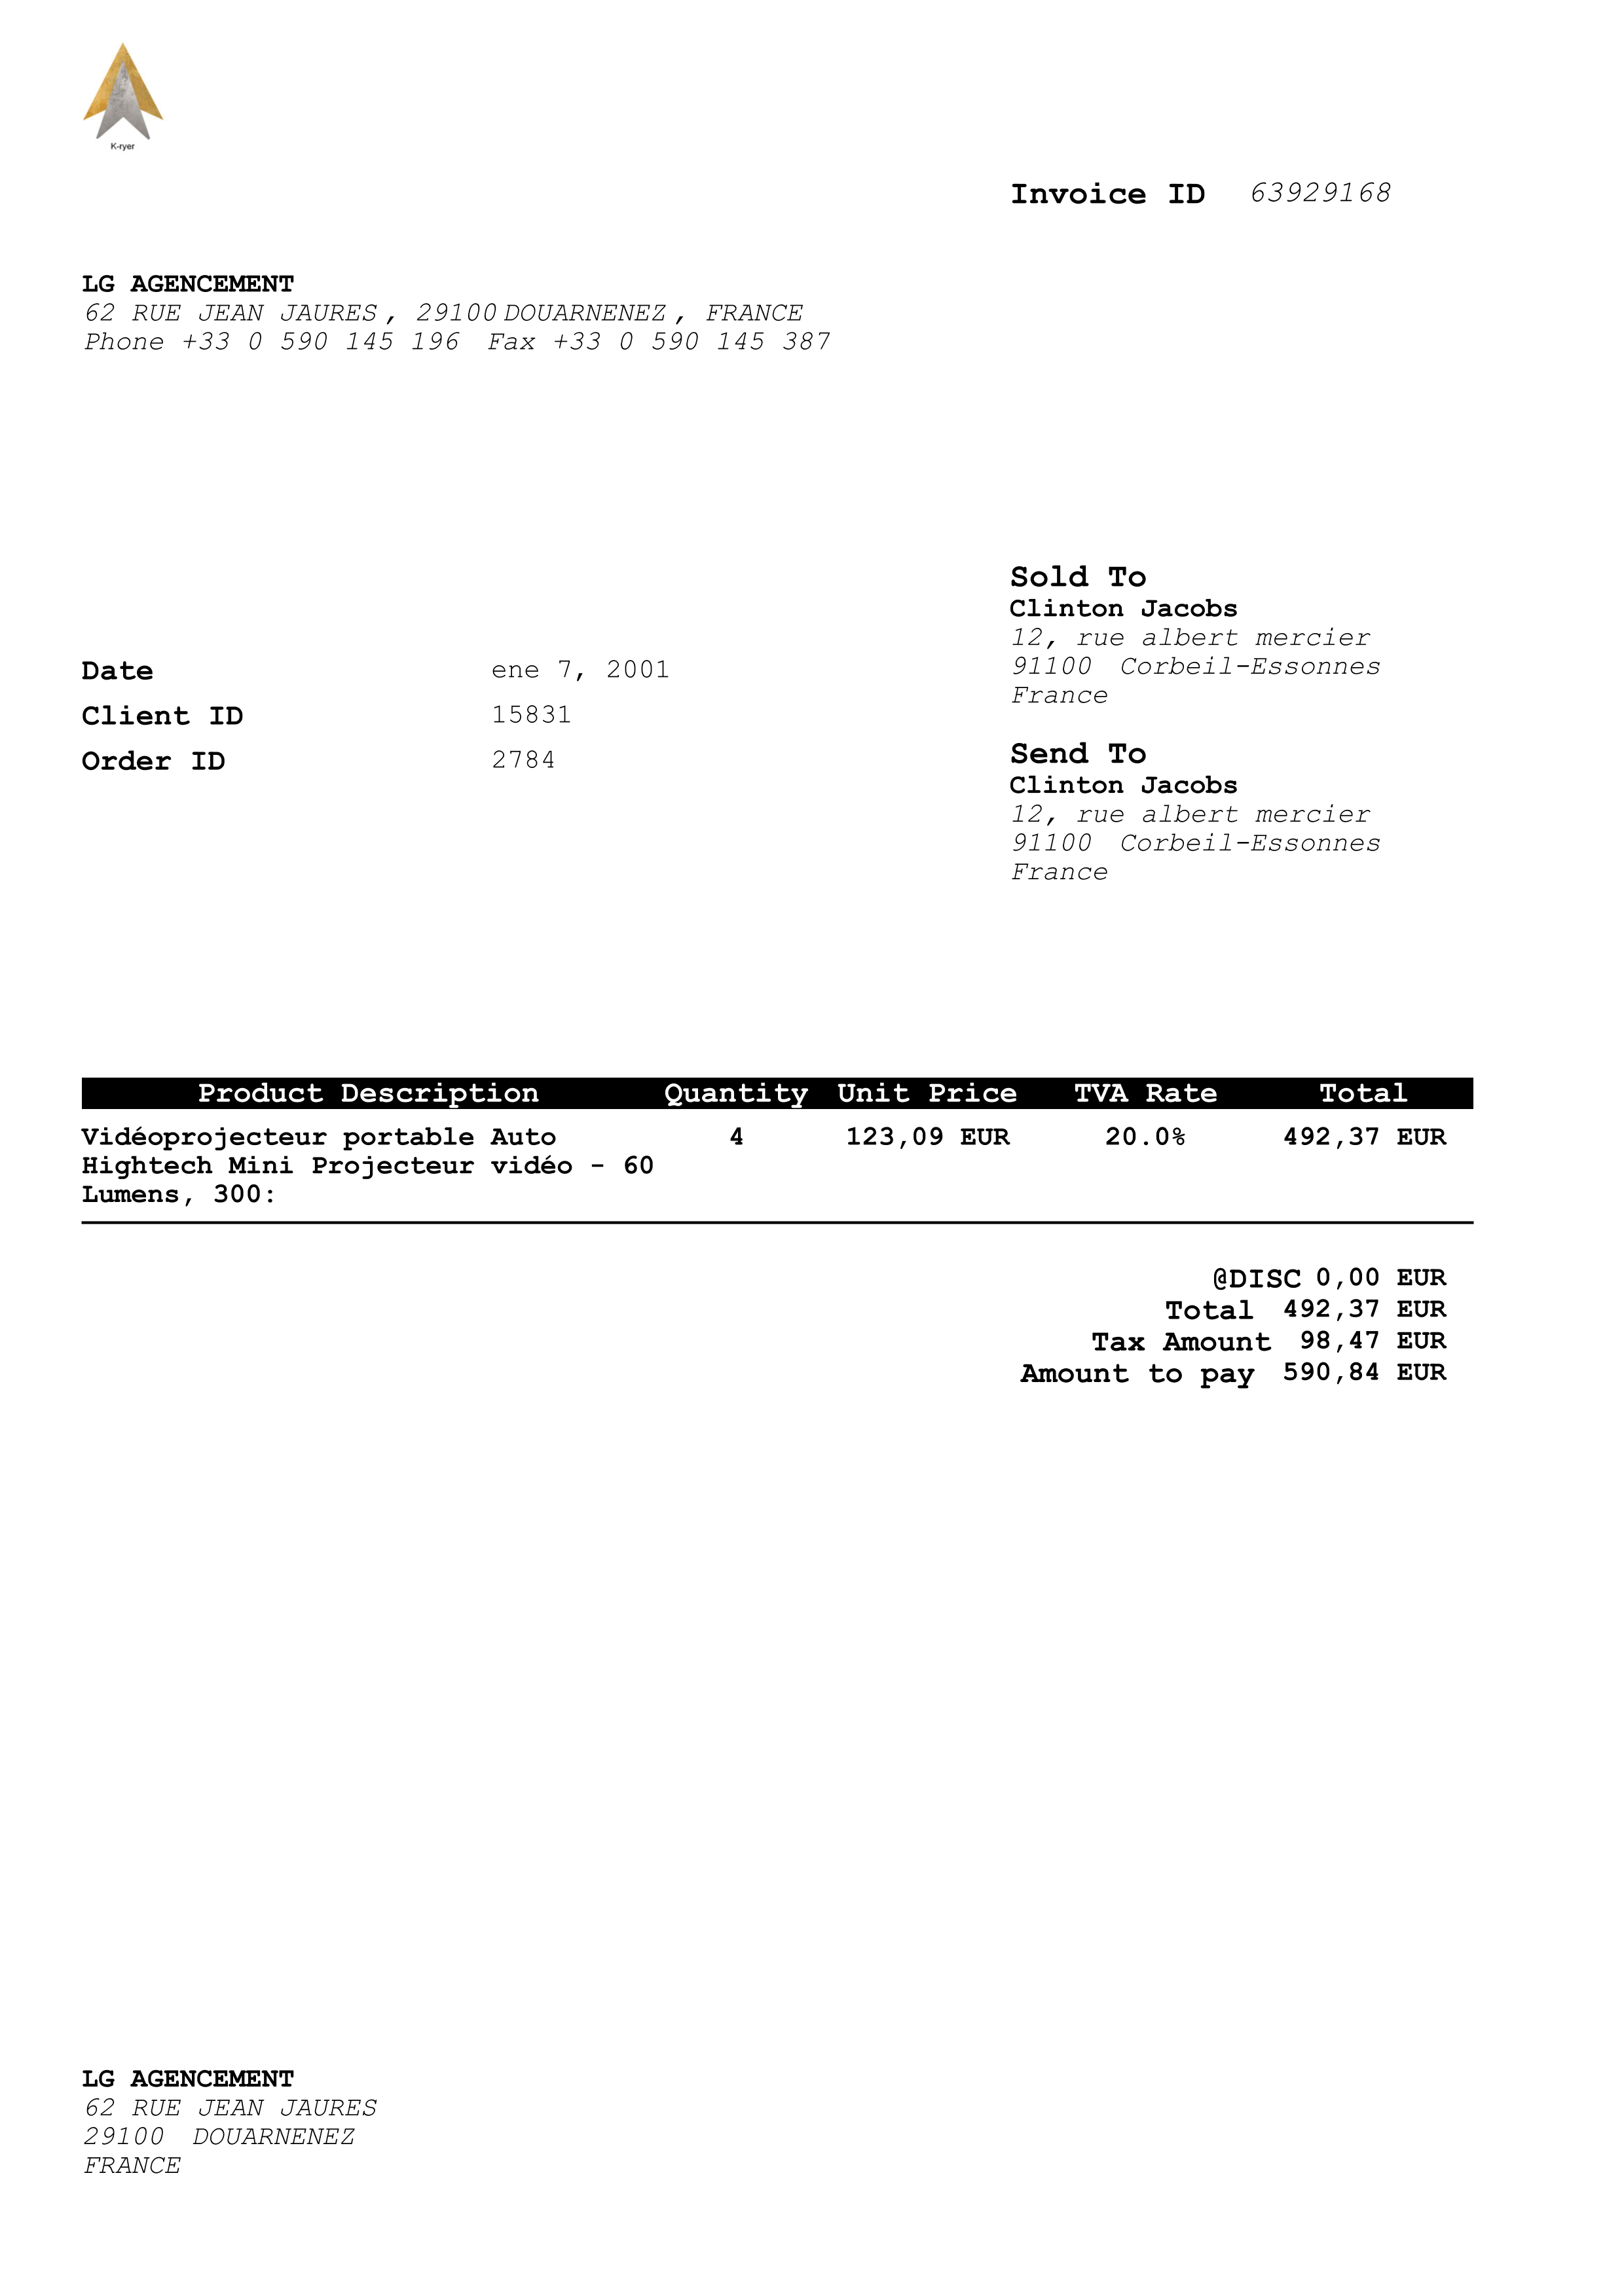 K-ryer
Invoice ID 63929168
LG AGENCEMENT
62 RUE JEAN JAURES, 29100 DOUARNENEZ, FRANCE
Phone +33 0 590 145 196 Fax +33 0 590 145 387
Sold To
Clinton Jacobs
12, rue albert mercier
91100 Corbeil-Essonnes
France
Date ene 7, 2001
Client ID 15831
Order ID 2784
Send To
Clinton Jacobs
12, rue albert mercier
91100 Corbeil-Essonnes
France
Product Description Quantity Unit Price TVA Rate Total
Vidéoprojecteur portable Auto 4 123,09 EUR 20.0% 492,37 EUR
Hightech Mini Projecteur vidéo - 60
Lumens, 300:
@DISC 0,00 EUR
Total 492,37 EUR
Tax Amount 98,47 EUR
Amount to pay 590,84 EUR
LG AGENCEMENT
62 RUE JEAN JAURES
29100 DOUARNENEZ
FRANCE